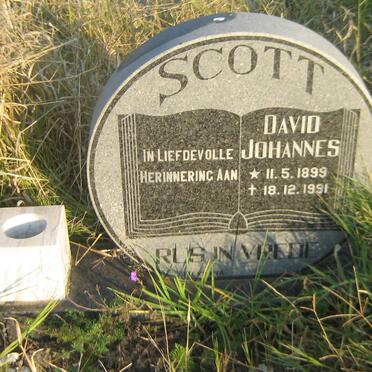 SCOTT
IN LIEFDEVOLLE
HERINNERING AAN
DAVID
JOHANNES
★ 11.5.1899
✝ 18.12.1991
RUS IN VREDE